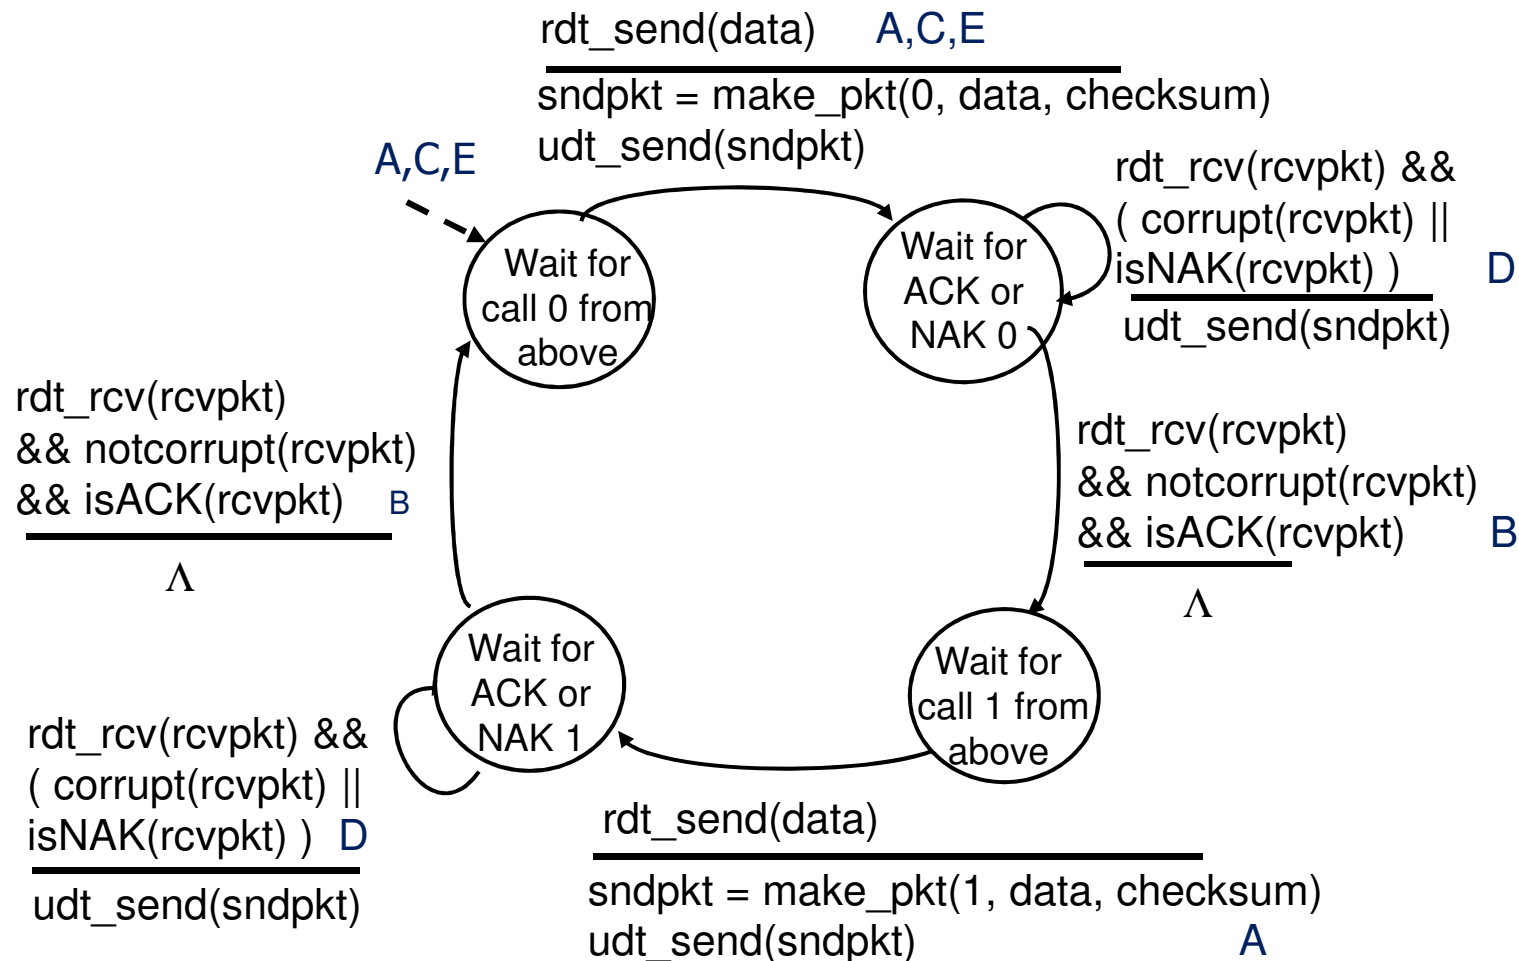 rdt_send(data) A,C,E
sndpkt = make_pkt(0, data, checksum)
udt_send(sndpkt)
A,C,E
Wait for
call 0 from
above
Wait for
ACK or
NAK 0
rdt_rcv(rcvpkt) &&
( corrupt(rcvpkt) ||
isNAK(rcvpkt) ) D
udt_send(sndpkt)
rdt_rcv(rcvpkt)
&& notcorrupt(rcvpkt)
&& isACK(rcvpkt) B
Λ
rdt_rcv(rcvpkt)
&& notcorrupt(rcvpkt)
&& isACK(rcvpkt) B
Λ
Wait for
ACK or
NAK 1
Wait for
call 1 from
above
rdt_rcv(rcvpkt) &&
( corrupt(rcvpkt) ||
isNAK(rcvpkt) ) D
udt_send(sndpkt)
rdt_send(data)
sndpkt = make_pkt(1, data, checksum)
udt_send(sndpkt) A